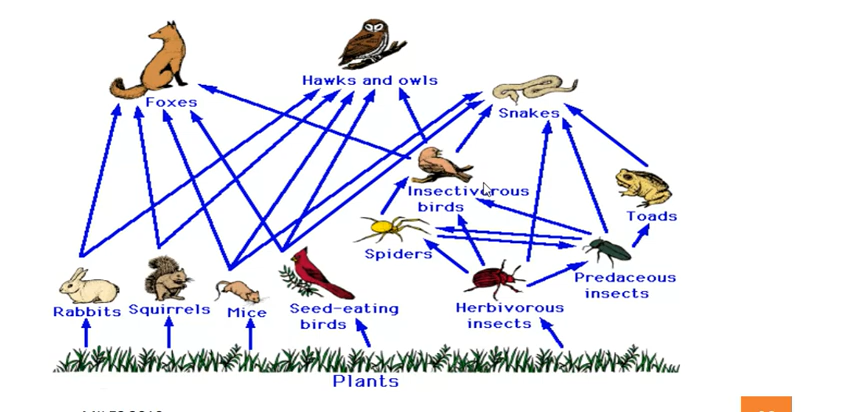 Foxes
Hawks and owls
Snakes
Insectivorous
birds
Toads
Spiders
Predaceous
insects
Rabbits
Squirrels
Mice
Seed-eating
birds
Herbivorous
insects
Plants